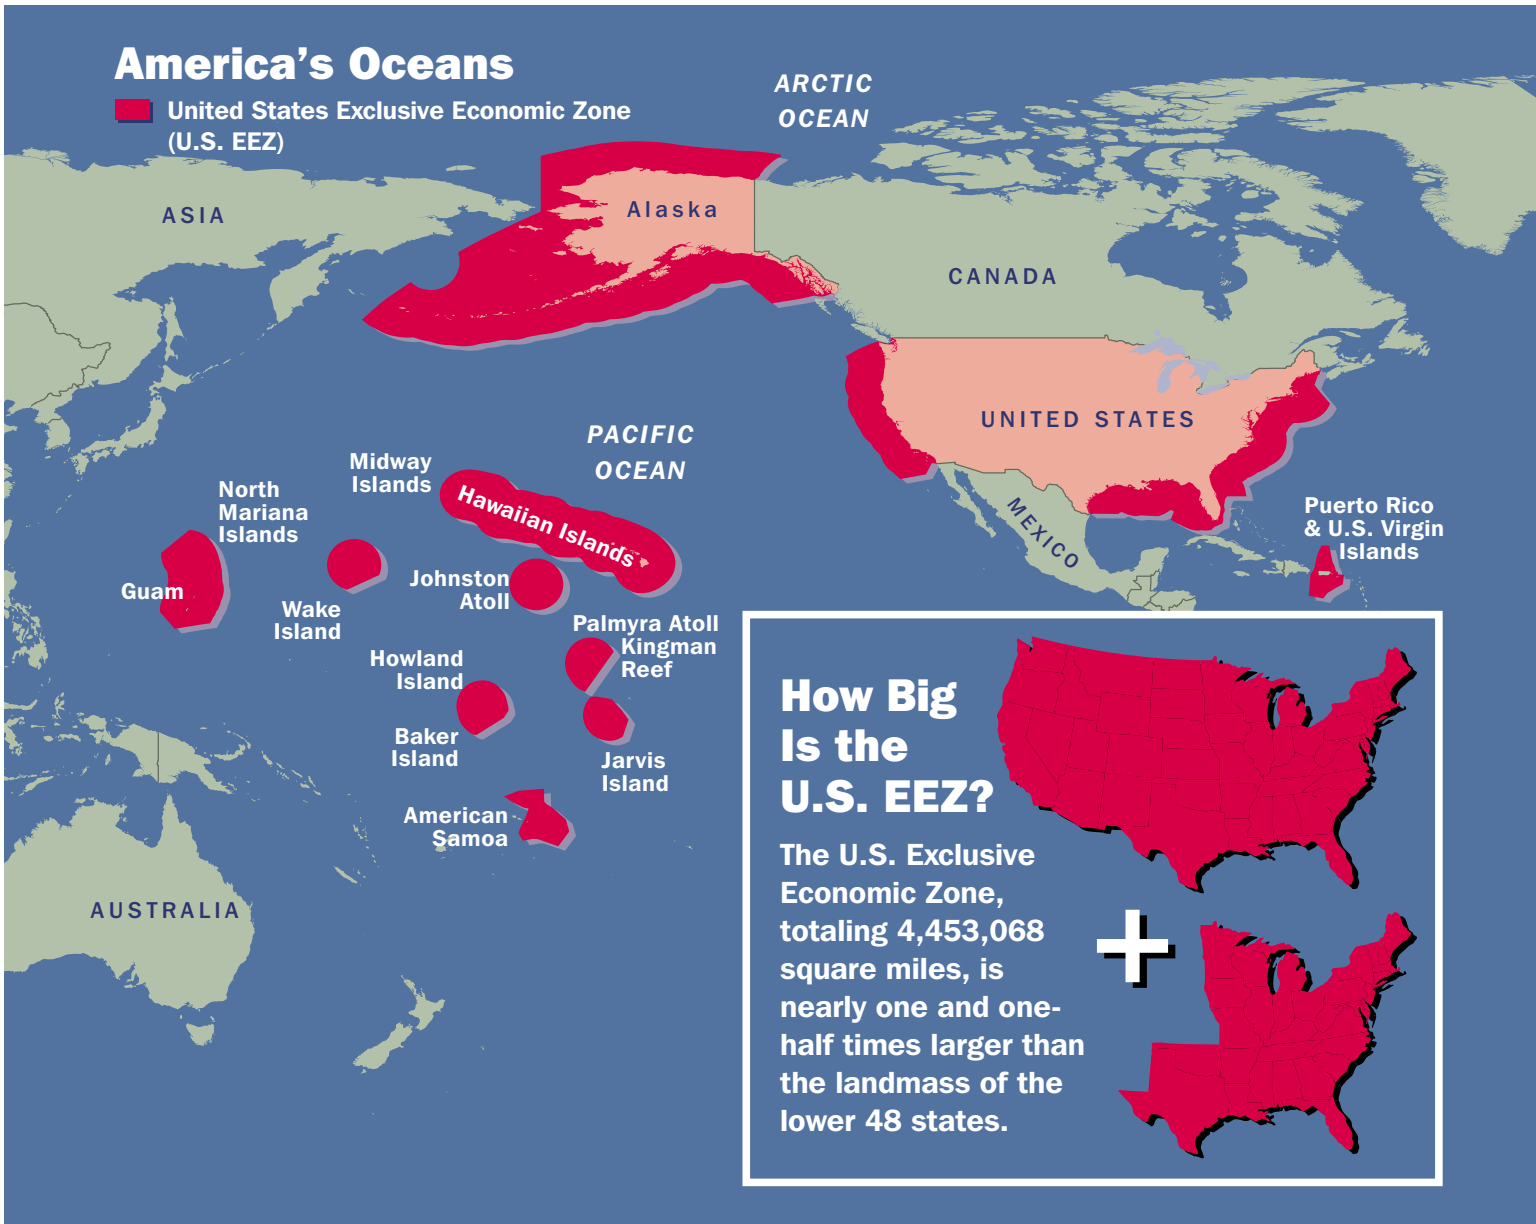 America's Oceans
United States Exclusive Economic Zone
(U.S. EEZ)
ARCTIC
OCEAN
ASIA
Alaska
CANADA
UNITED STATES
MEXICO
PACIFIC
OCEAN
Midway
Islands
Hawaiian Islands
North
Mariana
Islands
Guam
Wake
Island
Johnston
Atoll
Puerto Rico
& U.S. Virgin
Islands
Palmyra Atoll
Kingman
Reef
Howland
Island
Baker
Island
Jarvis
Island
American
Samoa
AUSTRALIA
How Big
Is the
U.S. EEZ?
The U.S. Exclusive
Economic Zone,
totaling 4,453,068
square miles, is
nearly one and one-
half times larger than
the landmass of the
lower 48 states.
+